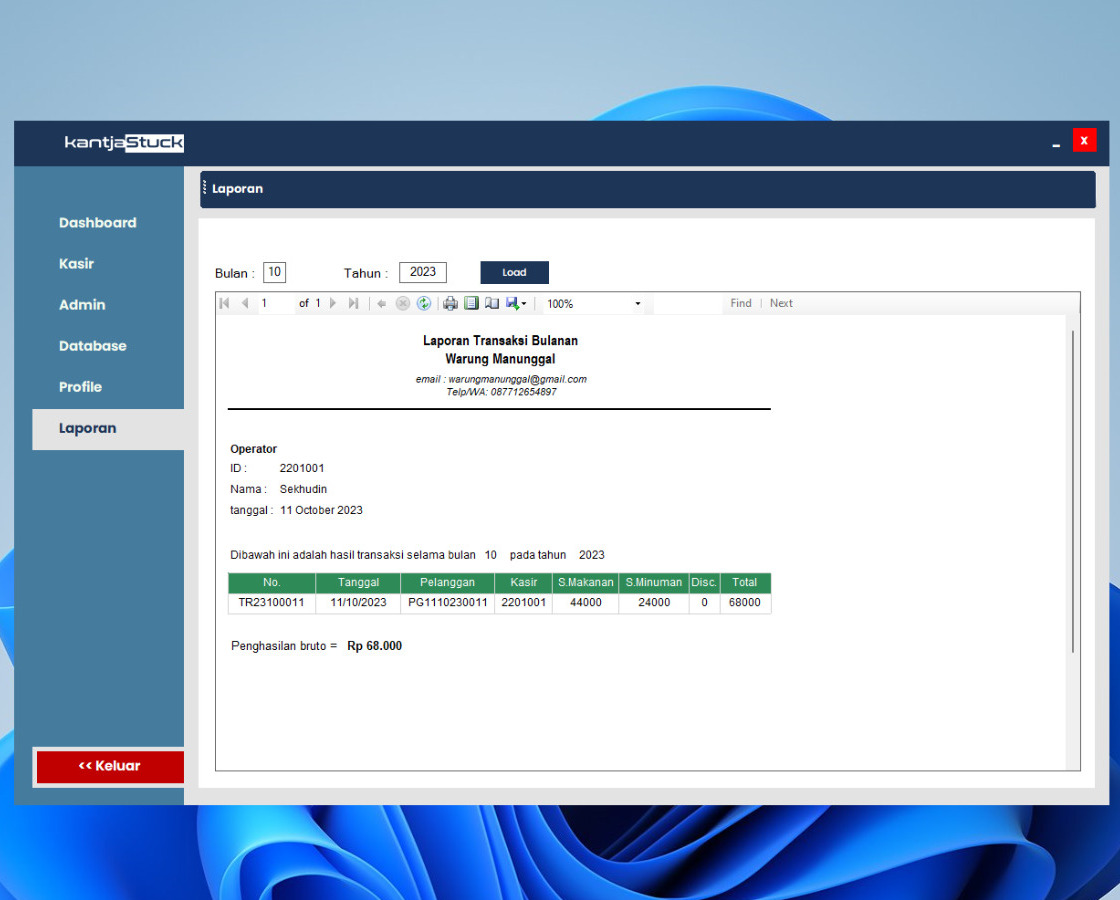 kantjaStuck
x
Laporan
Dashboard
Kasir
Admin
Database
Profile
Laporan
<< Keluar
Bulan : 10 Tahun : 2023 Load
1 of 1 100% Find | Next
Laporan Transaksi Bulanan
Warung Manunggal
email : warungmanunggal@gmail.com
Telp/WA: 087712654897
Operator
ID : 2201001
Nama : Sekhudin
tanggal : 11 October 2023
Dibawah ini adalah hasil transaksi selama bulan 10 pada tahun 2023
No. Tanggal Pelanggan Kasir S.Makanan S.Minuman Disc. Total
TR23100011 11/10/2023 PG1110230011 2201001 44000 24000 0 68000
Penghasilan bruto = Rp 68.000